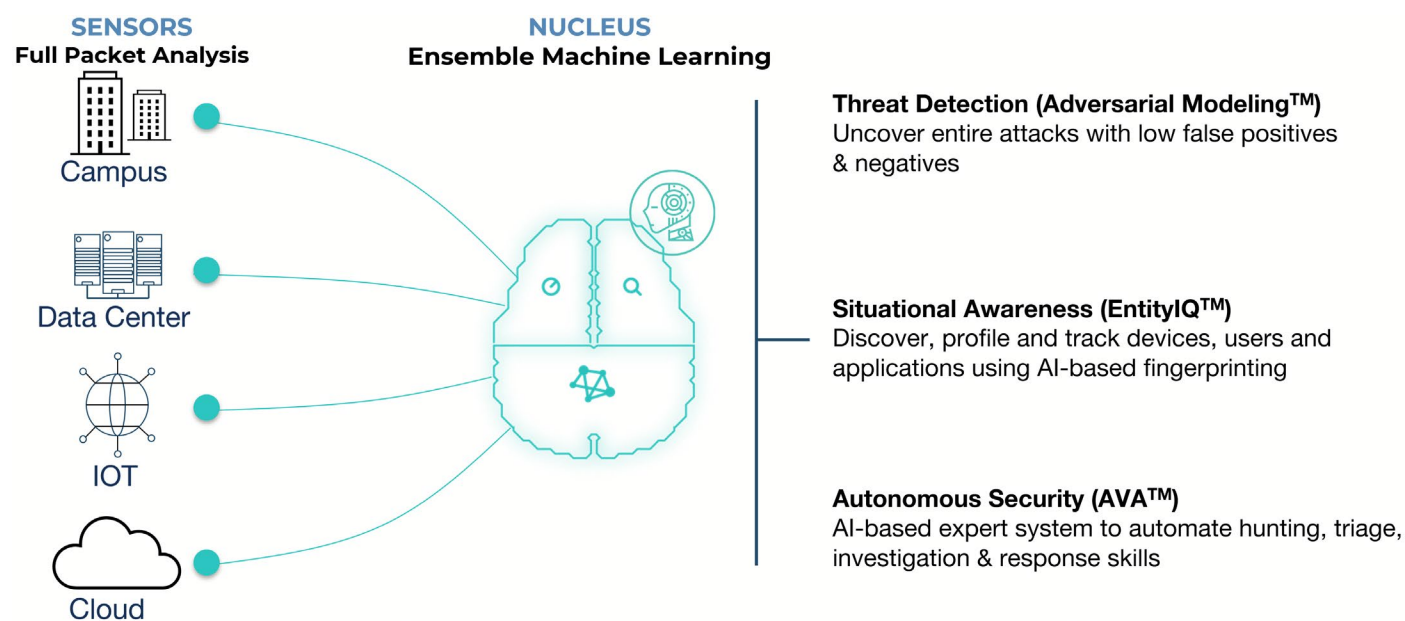 SENSORS
Full Packet Analysis
Campus
Data Center
IOT
Cloud
NUCLEUS
Ensemble Machine Learning
Threat Detection (Adversarial Modeling™)
Uncover entire attacks with low false positives
& negatives
Situational Awareness (EntityIQ™)
Discover, profile and track devices, users and
applications using AI-based fingerprinting
Autonomous Security (AVA™)
AI-based expert system to automate hunting, triage,
investigation & response skills